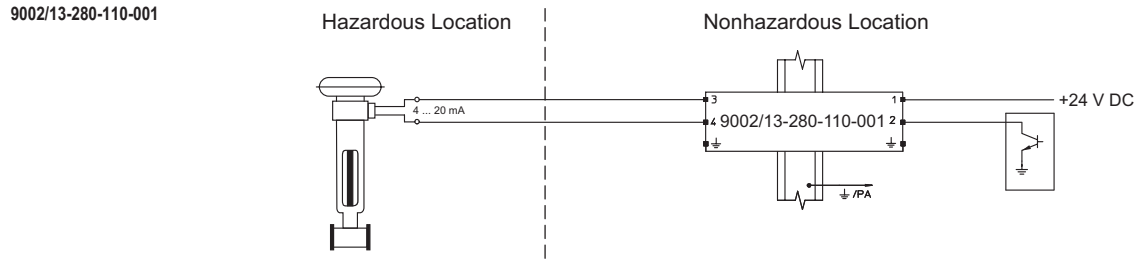 9002/13-280-110-001
Hazardous Location
Nonhazardous Location
4 ... 20 mA
3
1
+24 V DC
4
9002/13-280-110-001
2
/PA